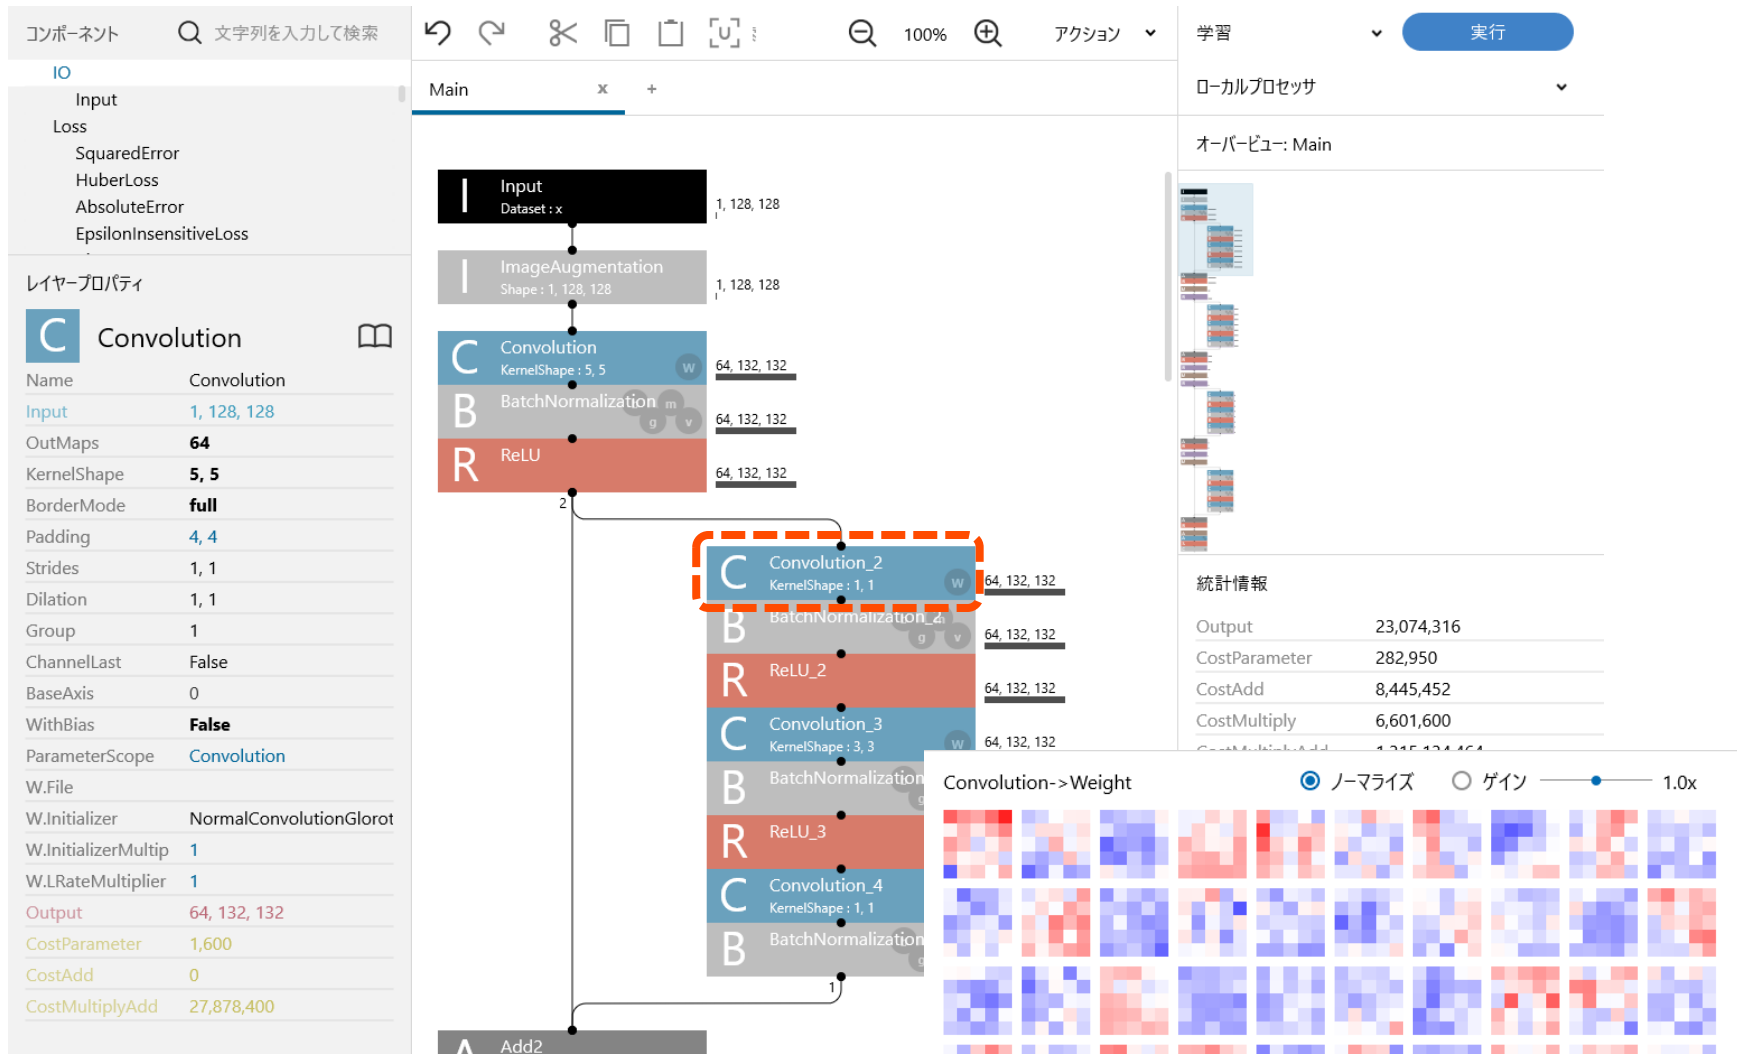 コンポーネント
文字列を入力して検索
IO
Input
Loss
SquaredError
HuberLoss
AbsoluteError
EpsilonInsensitiveLoss
レイヤープロパティ
C Convolution
Name Convolution
Input 1, 128, 128
OutMaps 64
KernelShape 5, 5
BorderMode full
Padding 4, 4
Strides 1, 1
Dilation 1, 1
Group 1
ChannelLast False
BaseAxis 0
WithBias False
ParameterScope Convolution
W.File
W.Initializer NormalConvolutionGlorot
W.InitializerMultip 1
W.LRateMultiplier 1
Output 64, 132, 132
CostParameter 1,600
CostAdd 0
CostMultiplyAdd 27,878,400
100%
アクション
Main x +
I Input
Dataset : x
1, 128, 128
I ImageAugmentation
Shape : 1, 128, 128
1, 128, 128
C Convolution
KernelShape : 5, 5
W
64, 132, 132
B BatchNormalization
m
g v
64, 132, 132
R ReLU
64, 132, 132
2
C Convolution_2
KernelShape : 1, 1
W
64, 132, 132
B BatchNormalization_2
g v
64, 132, 132
R ReLU_2
64, 132, 132
C Convolution_3
KernelShape : 3, 3
W
64, 132, 132
B BatchNormalization
g
R ReLU_3
C Convolution_4
KernelShape : 1, 1
B BatchNormalization
g
1
A Add2
学習
実行
ローカルプロセッサ
オーバービュー: Main
統計情報
Output 23,074,316
CostParameter 282,950
CostAdd 8,445,452
CostMultiply 6,601,600
CostMultiplyAdd 1,215,124,464
Convolution->Weight
ノーマライズ
ゲイン
1.0x